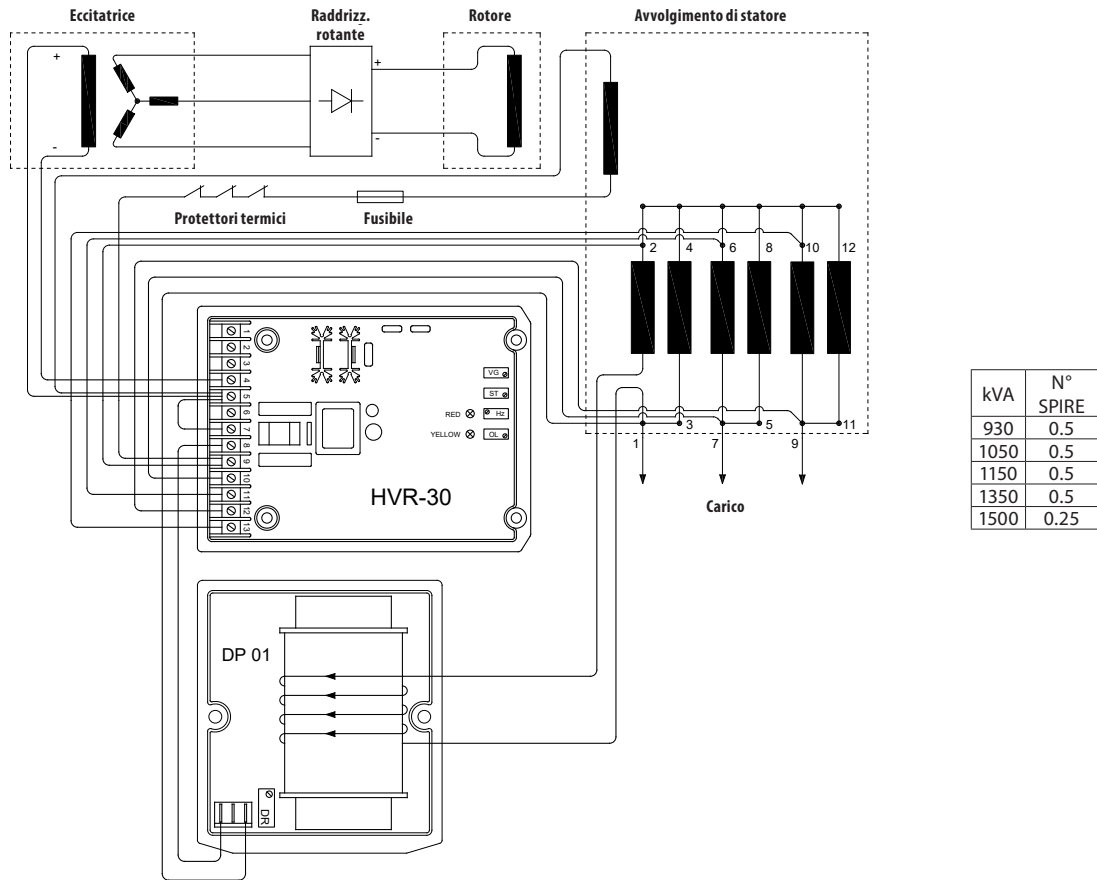 Eccitatrice
Raddrizz.
rotante
Rotore
Avvolgimento di statore
+
-
+
-
Protettori termici
Fusibile
2
4
6
8
10
12
1
2
3
4
5
6
7
8
9
10
11
12
13
VG
ST
RED
Hz
YELLOW
OL
HVR-30
1
3
7
5
9
11
Carico
DP 01
DR
kVA N°
SPIRE
930 0.5
1050 0.5
1150 0.5
1350 0.5
1500 0.25